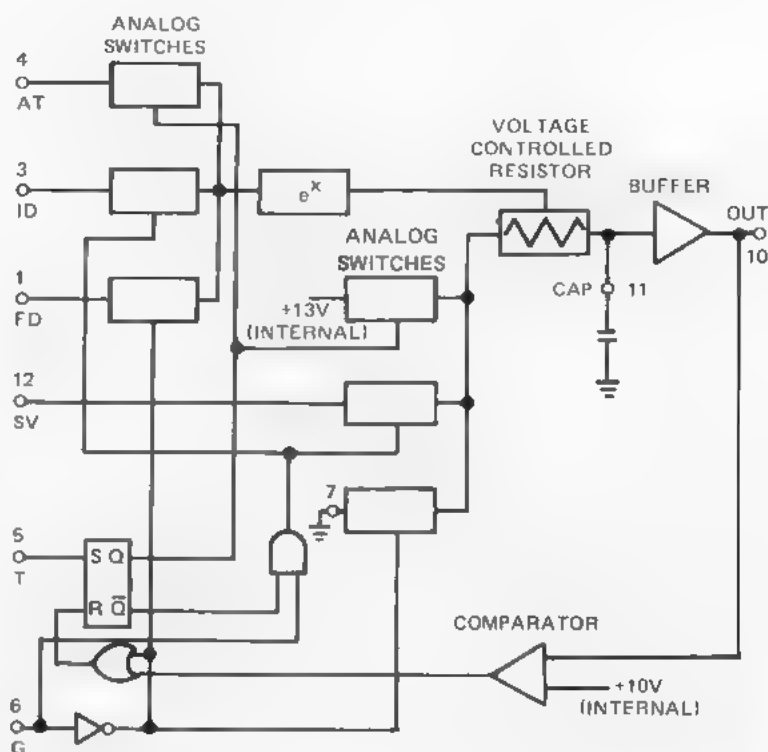 ANALOG
SWITCHES
4
AT
3
ID
1
FD
12
SV
5
T
6
G
e^x
VOLTAGE
CONTROLLED
RESISTOR
BUFFER
OUT
10
ANALOG
SWITCHES
+13V
(INTERNAL)
CAP 11
7
S Q
R Q̅
COMPARATOR
+10V
(INTERNAL)